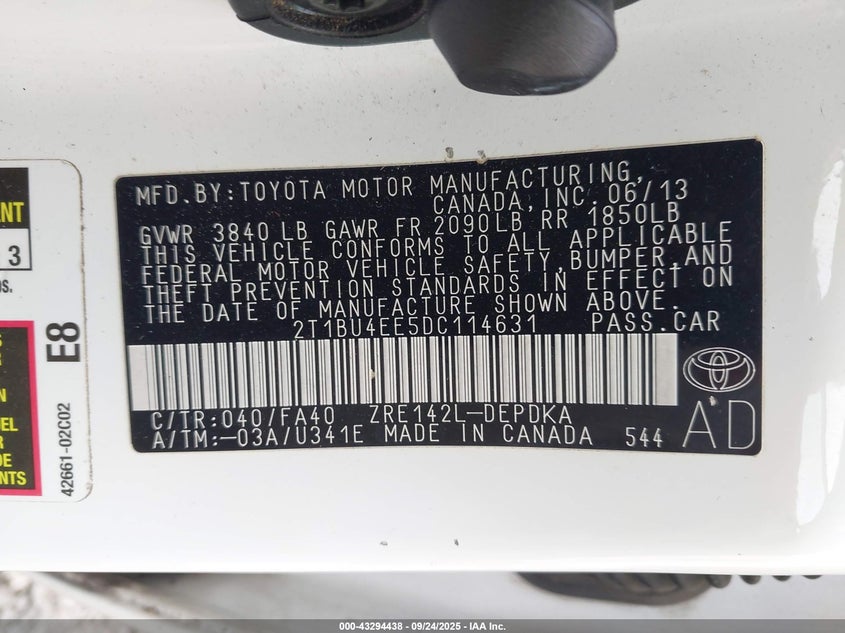 MFD.BY:TOYOTA MOTOR MANUFACTURING,
CANADA,INC. 06/13
GVWR 3840 LB GAWR FR 2090LB RR 1850LB
THIS VEHICLE CONFORMS TO ALL APPLICABLE
FEDERAL MOTOR VEHICLE SAFETY,BUMPER,AND
THEFT PREVENTION STANDARDS IN EFFECT ON
THE DATE OF MANUFACTURE SHOWN ABOVE.
2T1BU4EE5DC114631 PASS.CAR
C/TR:040/FA40 ZRE142L-DEPDKA
A/TM:-03A/U341E MADE IN CANADA 544
AD
3
E8
42661-02C02
000-43294438 - 09/24/2025 - IAA Inc.